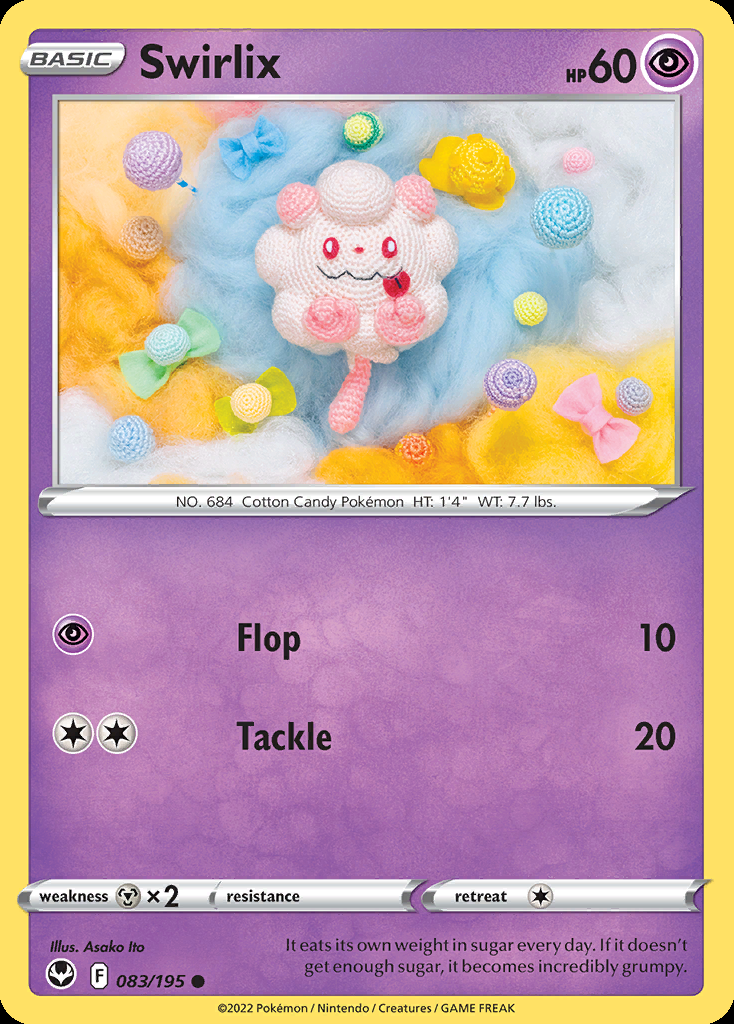 BASIC Swirlix HP60
NO. 684 Cotton Candy Pokémon HT: 1'4" WT: 7.7 lbs.
Flop 10
Tackle 20
weakness ×2 resistance retreat
Illus. Asako Ito
It eats its own weight in sugar every day. If it doesn't
get enough sugar, it becomes incredibly grumpy.
F 083/195
©2022 Pokémon / Nintendo / Creatures / GAME FREAK